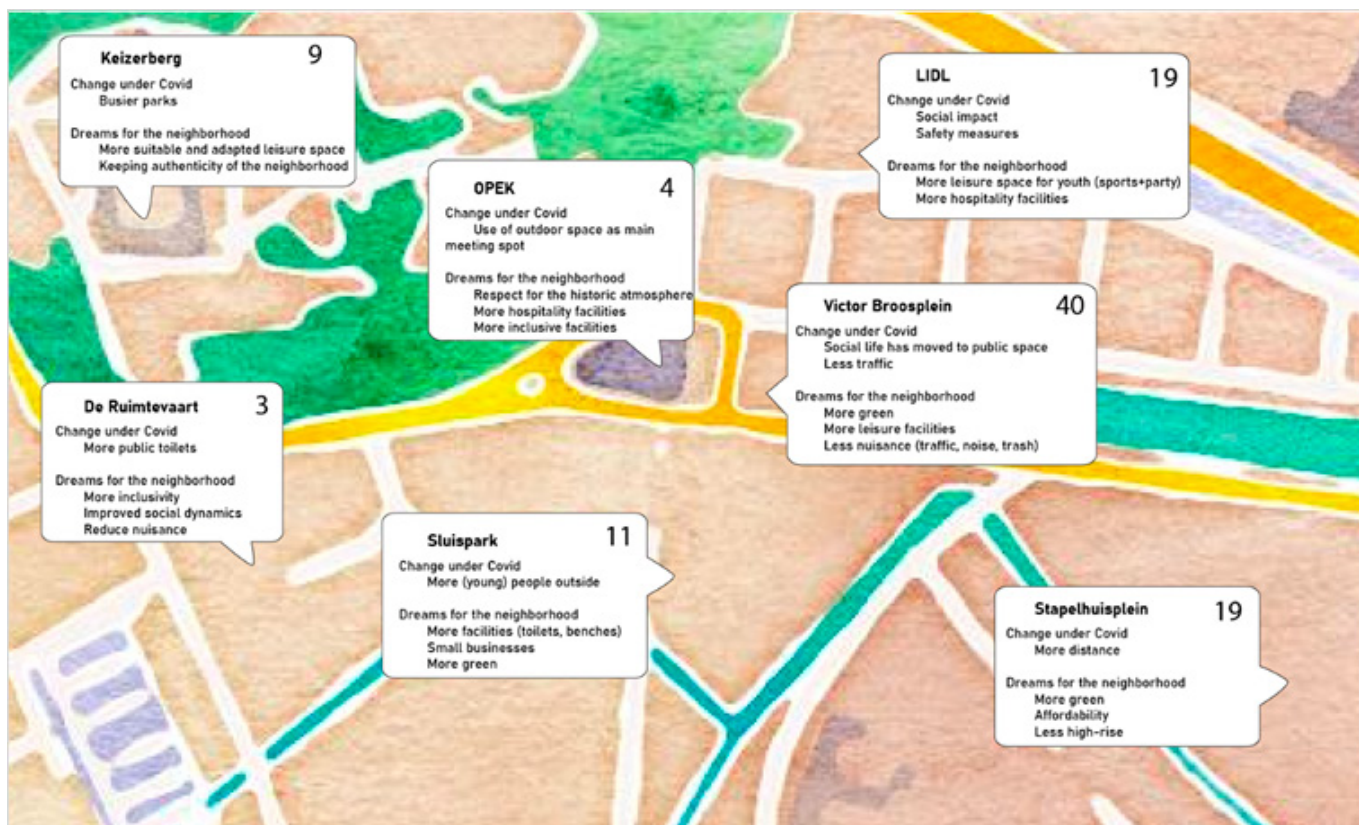 Keizerberg 9
Change under Covid
Busier parks
Dreams for the neighborhood
More suitable and adapted leisure space
Keeping authenticity of the neighborhood
LIDL 19
Change under Covid
Social impact
Safety measures
Dreams for the neighborhood
More leisure space for youth (sports+party)
More hospitality facilities
OPEK 4
Change under Covid
Use of outdoor space as main
meeting spot
Dreams for the neighborhood
Respect for the historic atmosphere
More hospitality facilities
More inclusive facilities
Victor Broosplein 40
Change under Covid
Social life has moved to public space
Less traffic
Dreams for the neighborhood
More green
More leisure facilities
Less nuisance (traffic, noise, trash)
De Ruimtevaart 3
Change under Covid
More public toilets
Dreams for the neighborhood
More inclusivity
Improved social dynamics
Reduce nuisance
Sluispark 11
Change under Covid
More (young) people outside
Dreams for the neighborhood
More facilities (toilets, benches)
Small businesses
More green
Stapelhuisplein 19
Change under Covid
More distance
Dreams for the neighborhood
More green
Affordability
Less high-rise